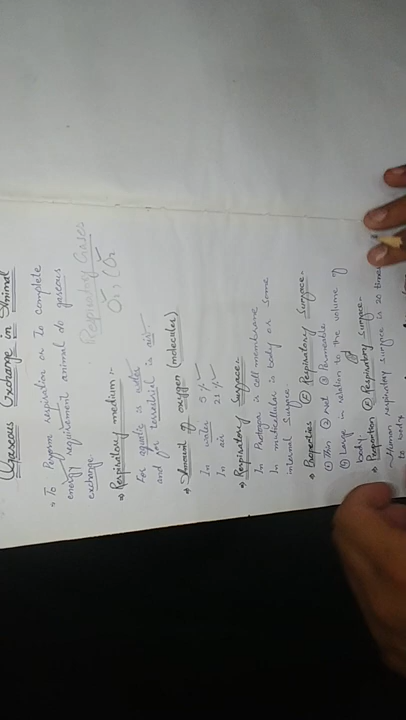 Gaseous Exchange in Animal
→ To Perform respiration or To complete
energy requirement animal do gaseous
exchange.
Respiratory Gases
O2, CO2
⇒ Respiratory medium :-
For aquatic is water
and for terrestrial is air.
⇒ Amount of oxygen (molecules)
In water 5 %
In air 21 %
⇒ Respiratory Surface:-
In Protozoa is cell membrane
In muticellular is body or some
internal Surface.
⇒ Properties of Respiratory Surface.
① Thin ② wet ③ Permeable
④ Large in relation to the volume of
body.
⇒ Proportion of Respiratory Surface.
→ Human respiratory surface is 20 times
to body